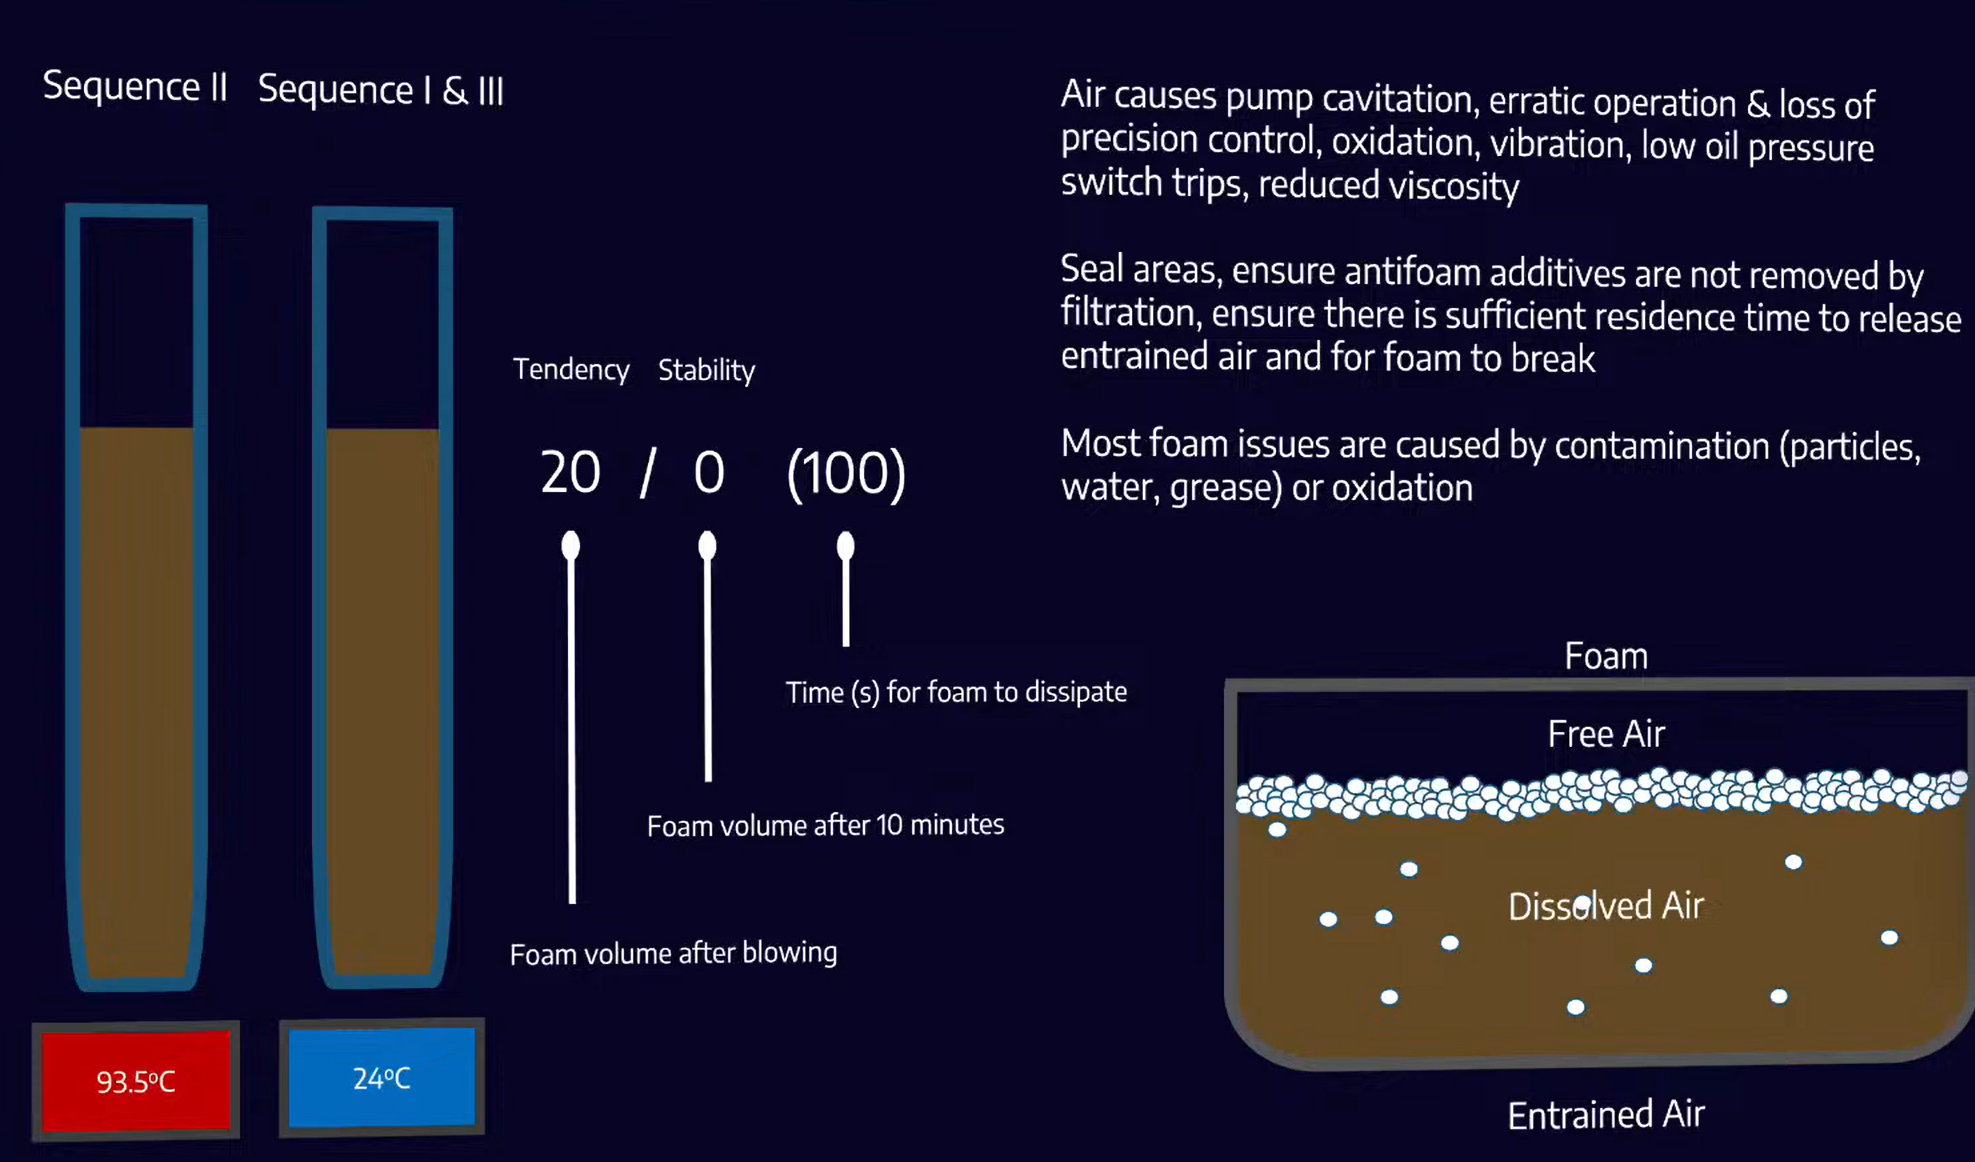 Sequence II
Sequence I & III
Air causes pump cavitation, erratic operation & loss of
precision control, oxidation, vibration, low oil pressure
switch trips, reduced viscosity
Seal areas, ensure antifoam additives are not removed by
filtration, ensure there is sufficient residence time to release
entrained air and for foam to break
Most foam issues are caused by contamination (particles,
water, grease) or oxidation
Tendency Stability
20 / 0 (100)
Time (s) for foam to dissipate
Foam volume after 10 minutes
Foam volume after blowing
93.5ºC
24ºC
Foam
Free Air
Dissolved Air
Entrained Air